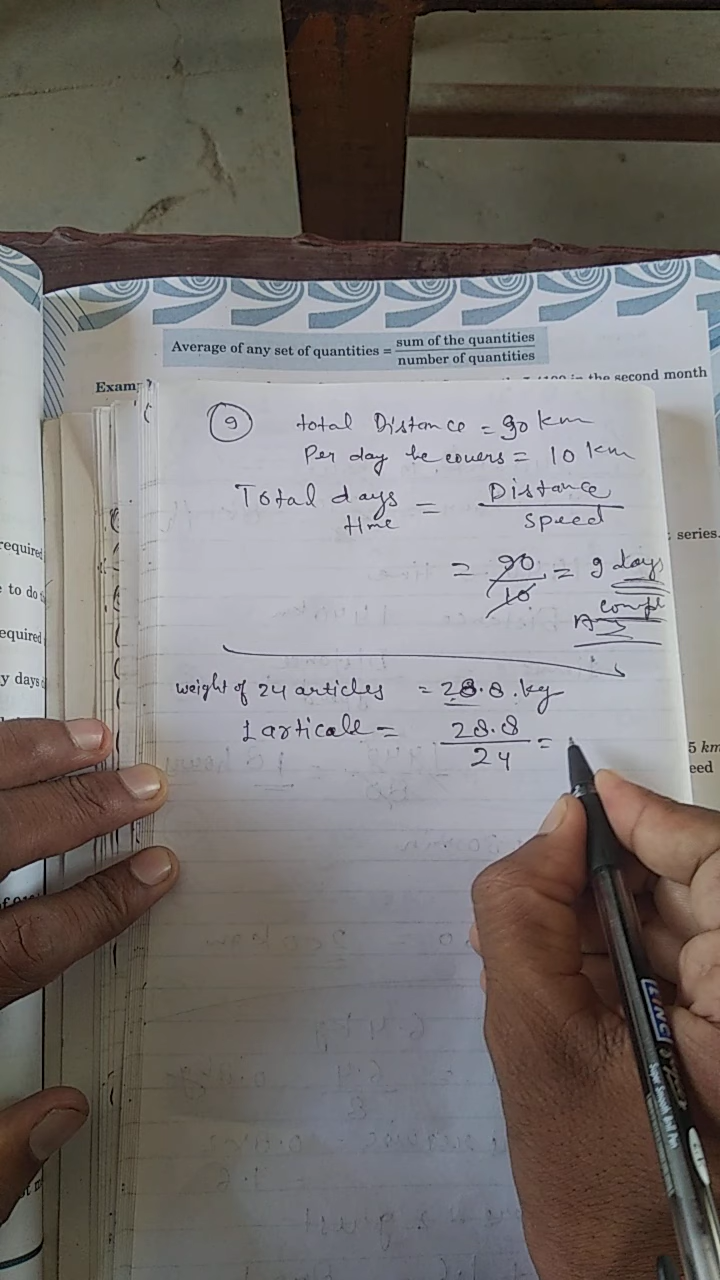 Average of any set of quantities = sum of the quantities / number of quantities
Exam
in the second month
9 total Distance = 90 km
Per day he covers = 10 km
Total days time = Distance / Speed
series.
required
= 90 / 10 = 9 days
to do
equired
y days
weight of 24 articles = 28.8 kg
1 articale = 28.8 / 24 =
5 km
eed
LINC